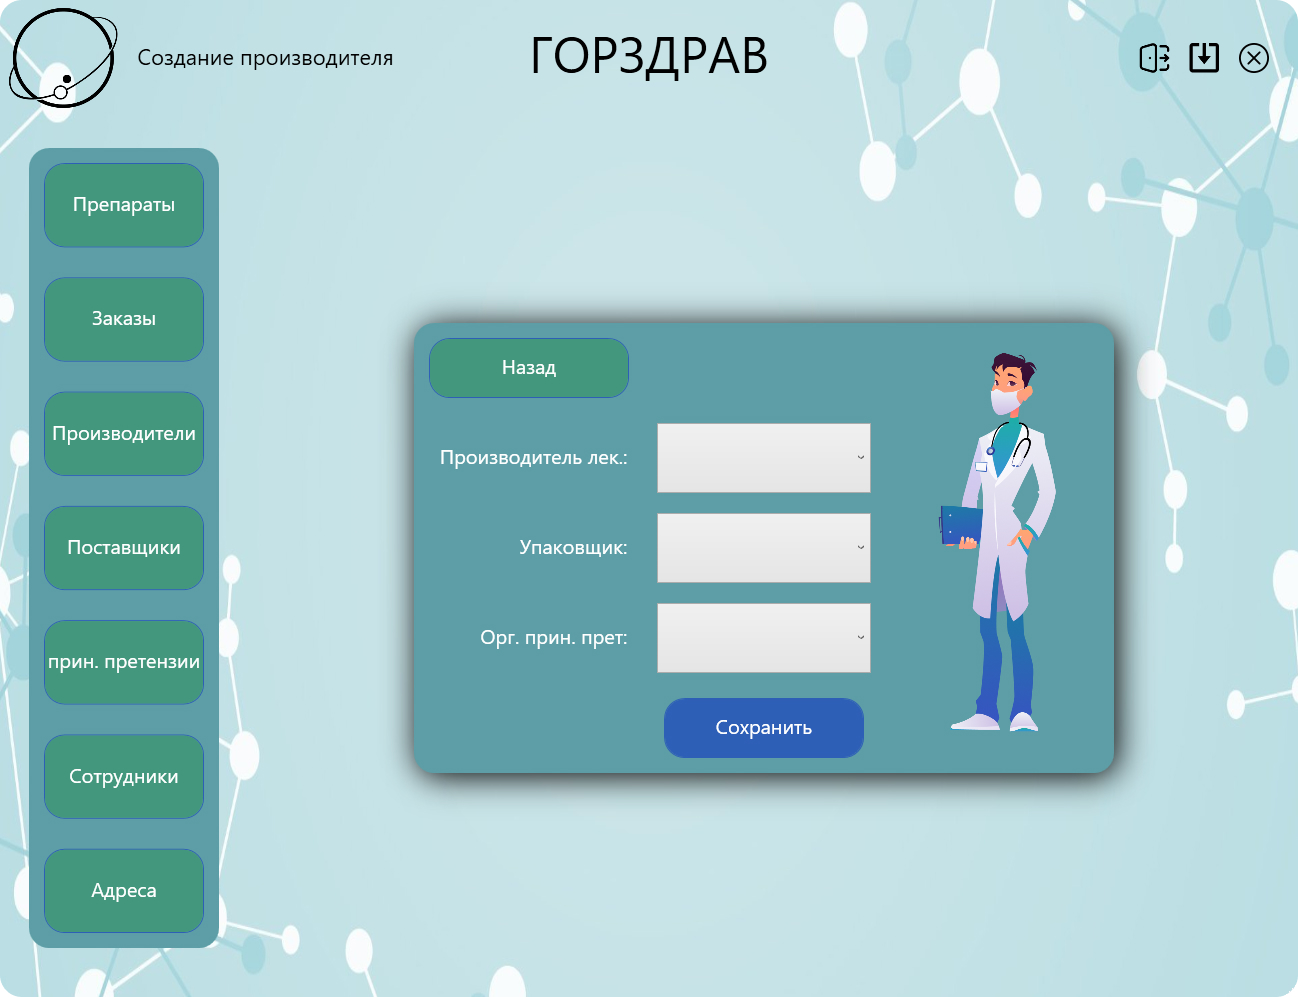 Создание производителя
ГОРЗДРАВ
Препараты
Заказы
Производители
Поставщики
прин. претензии
Сотрудники
Адреса
Назад
Производитель лек.:
Упаковщик:
Орг. прин. прет:
Сохранить